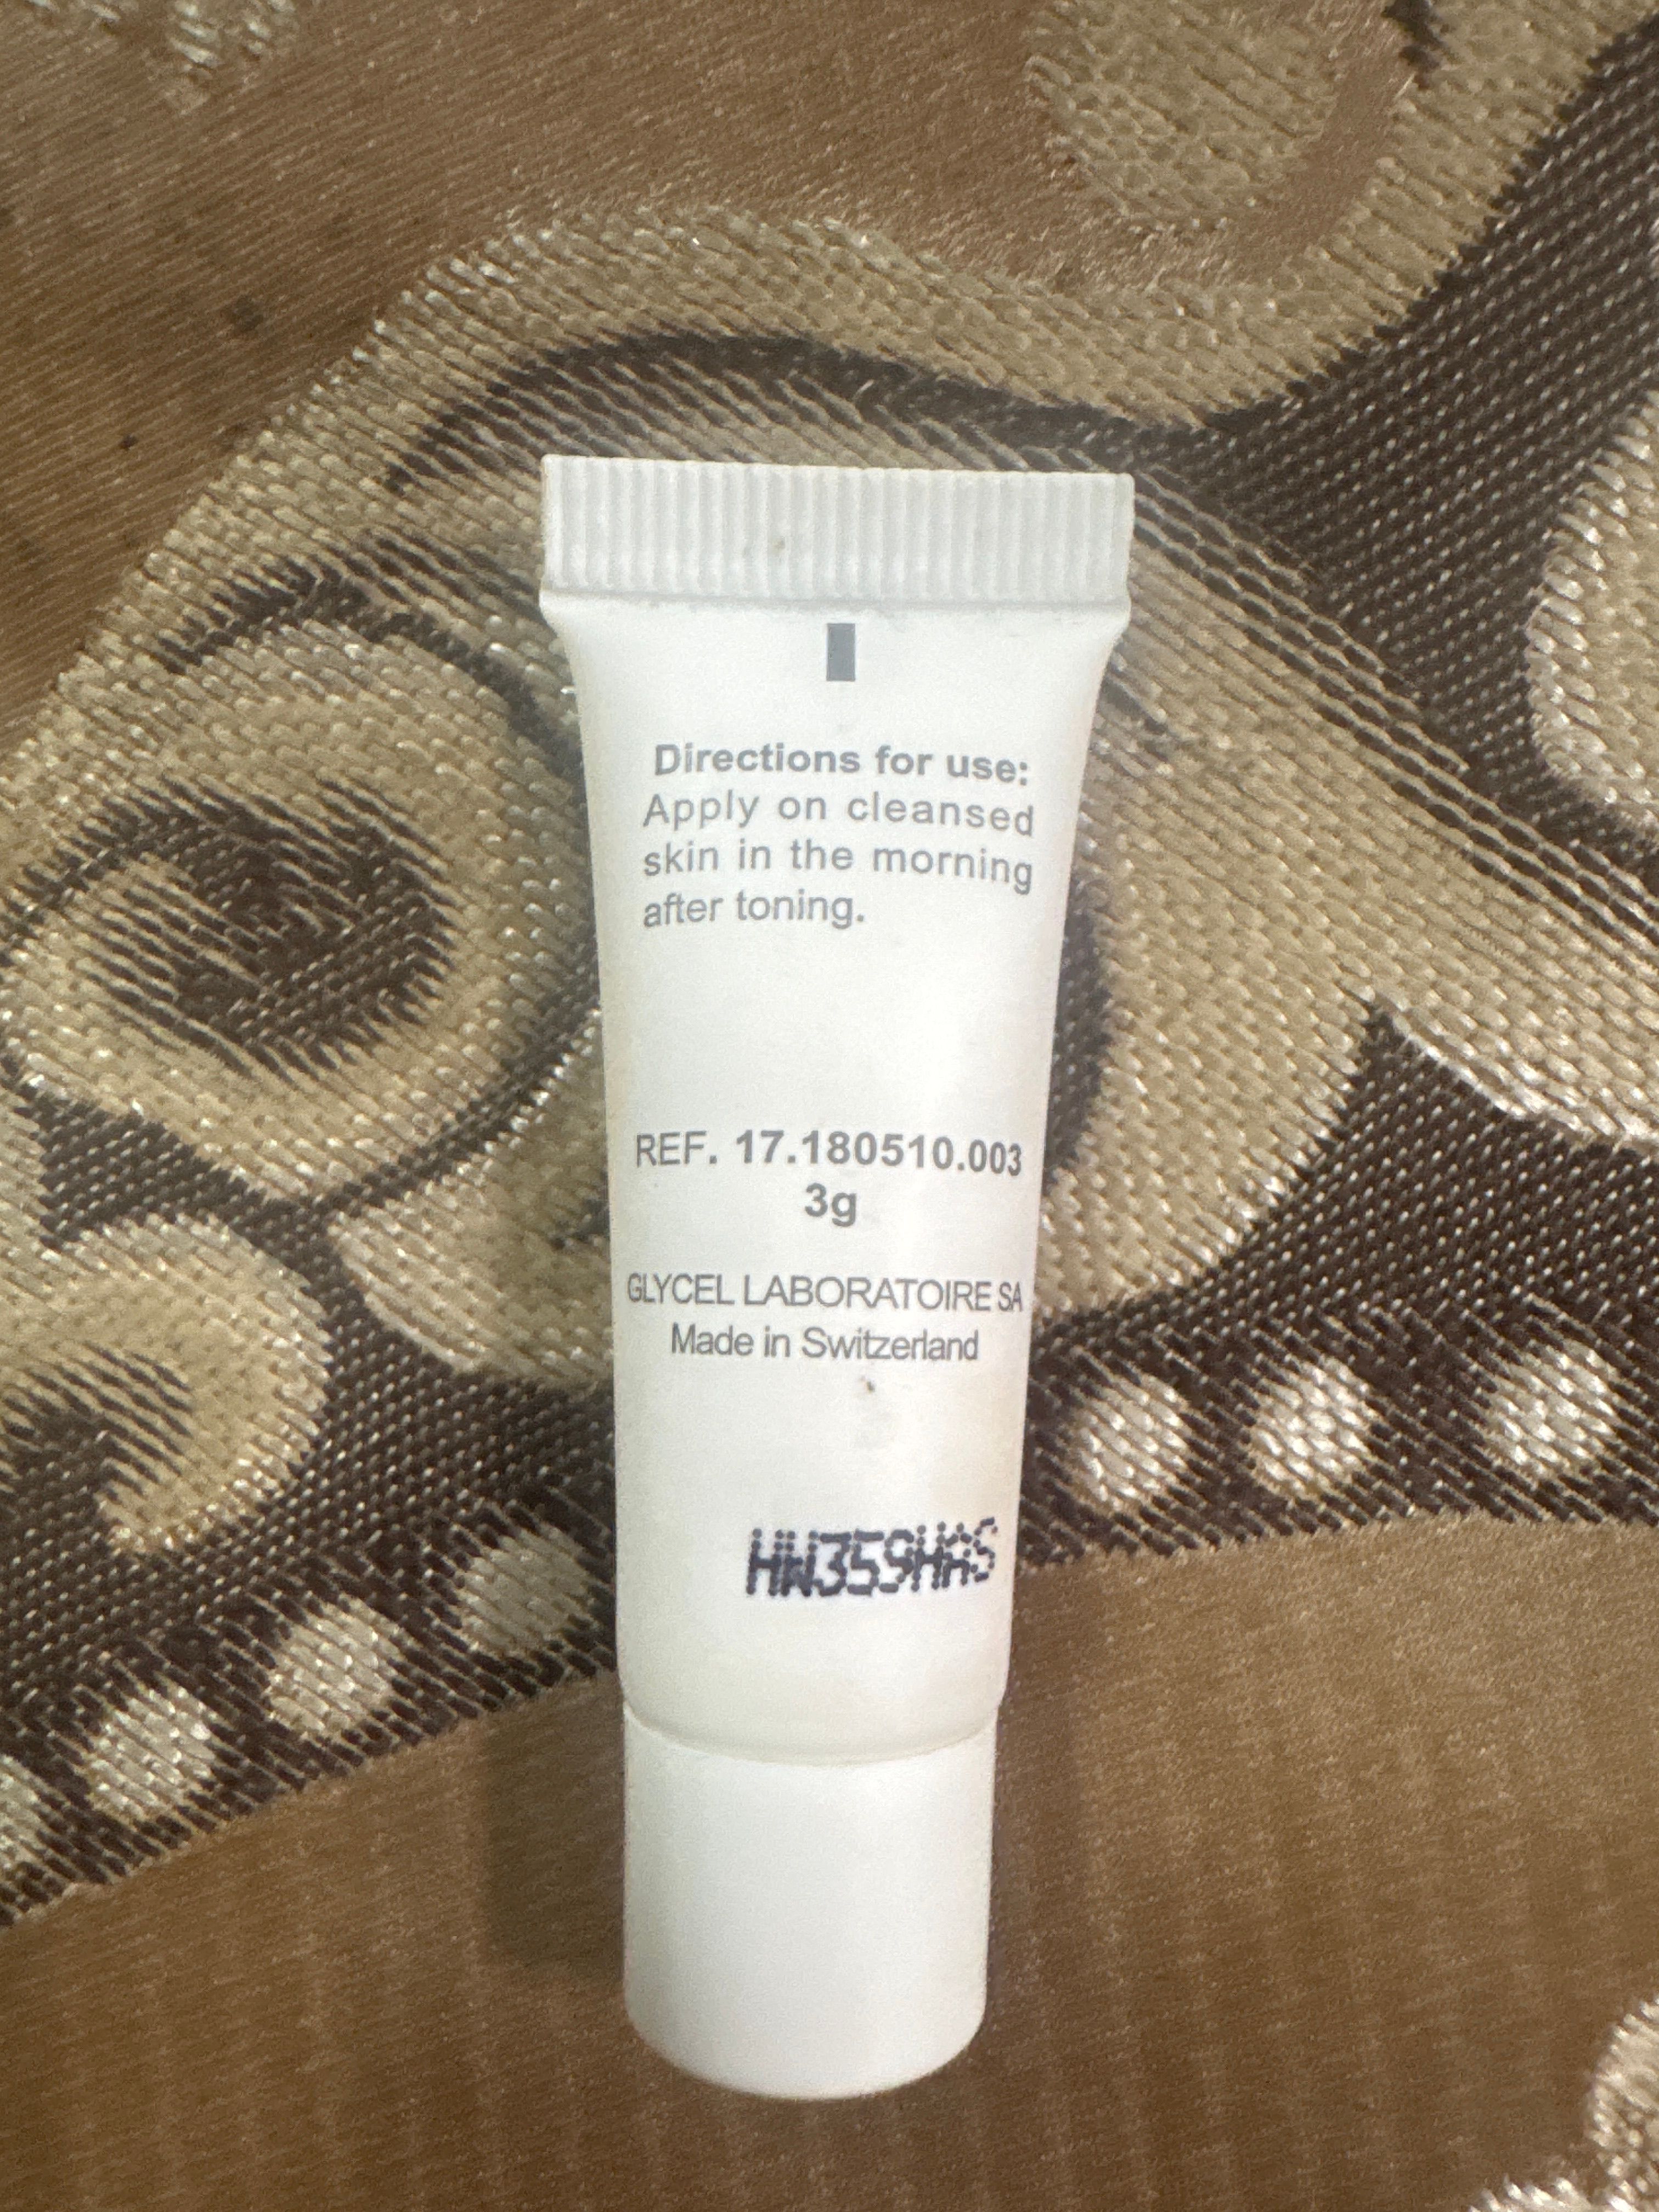 Directions for use:
Apply on cleansed
skin in the morning
after toning.
REF. 17.180510.003
3g
GLYCEL LABORATOIRE SA
Made in Switzerland
HW359HAS